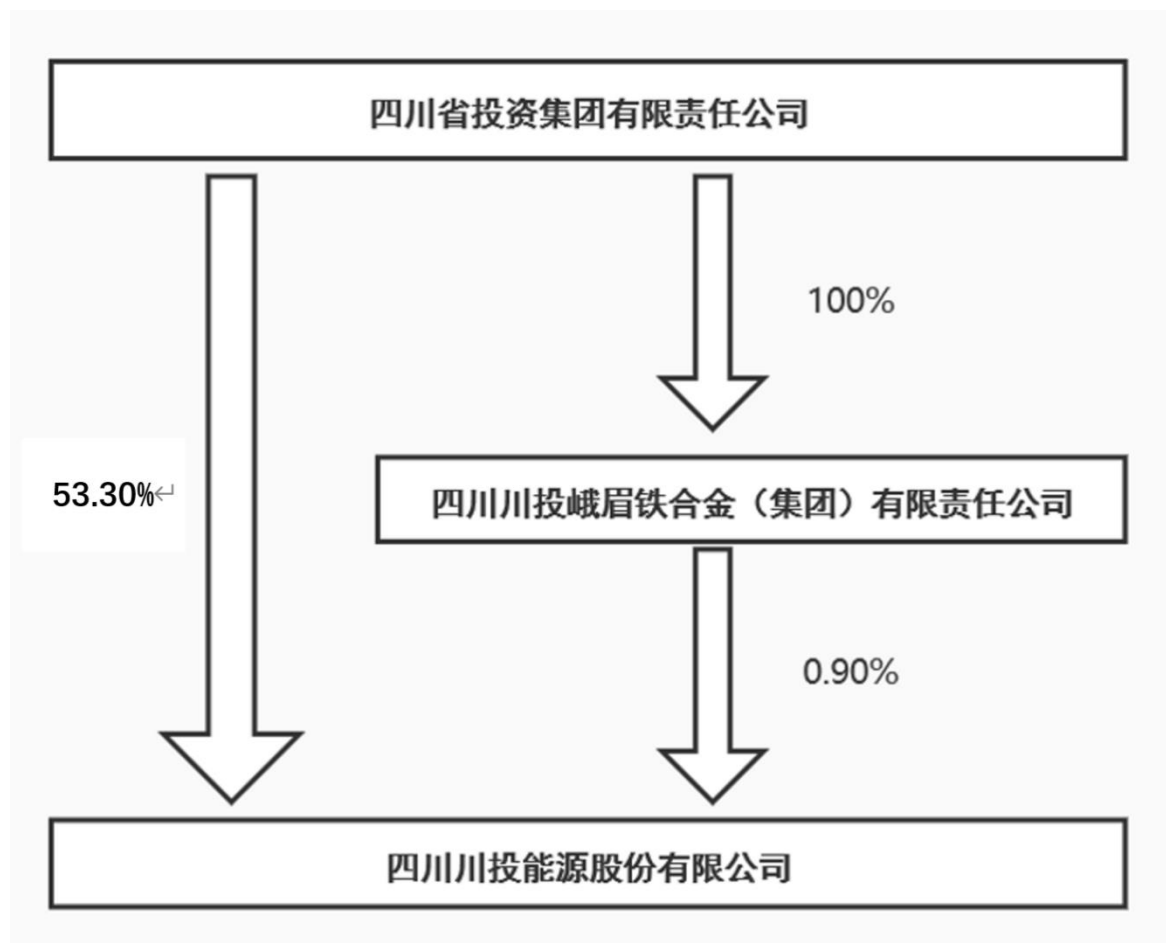 四川省投资集团有限责任公司
100%
53.30%↵
四川川投峨眉铁合金（集团）有限责任公司
0.90%
四川川投能源股份有限公司